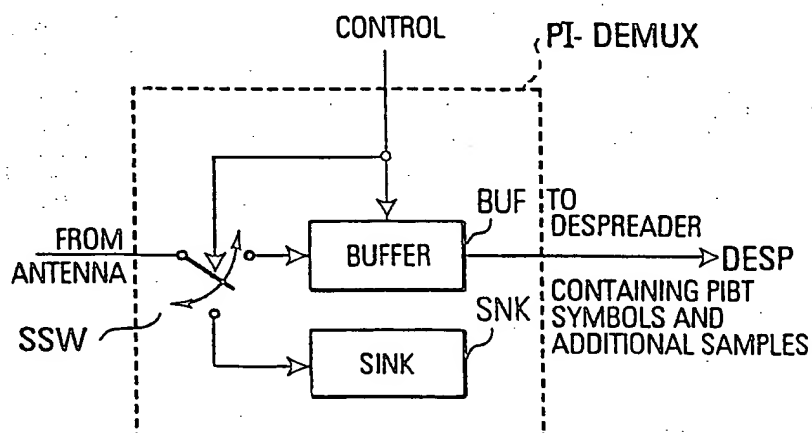 CONTROL
PI- DEMUX
FROM
ANTENNA
SSW
BUFFER
BUF
TO
DESPREADER
DESP
CONTAINING PIBT
SYMBOLS AND
ADDITIONAL SAMPLES
SINK
SNK